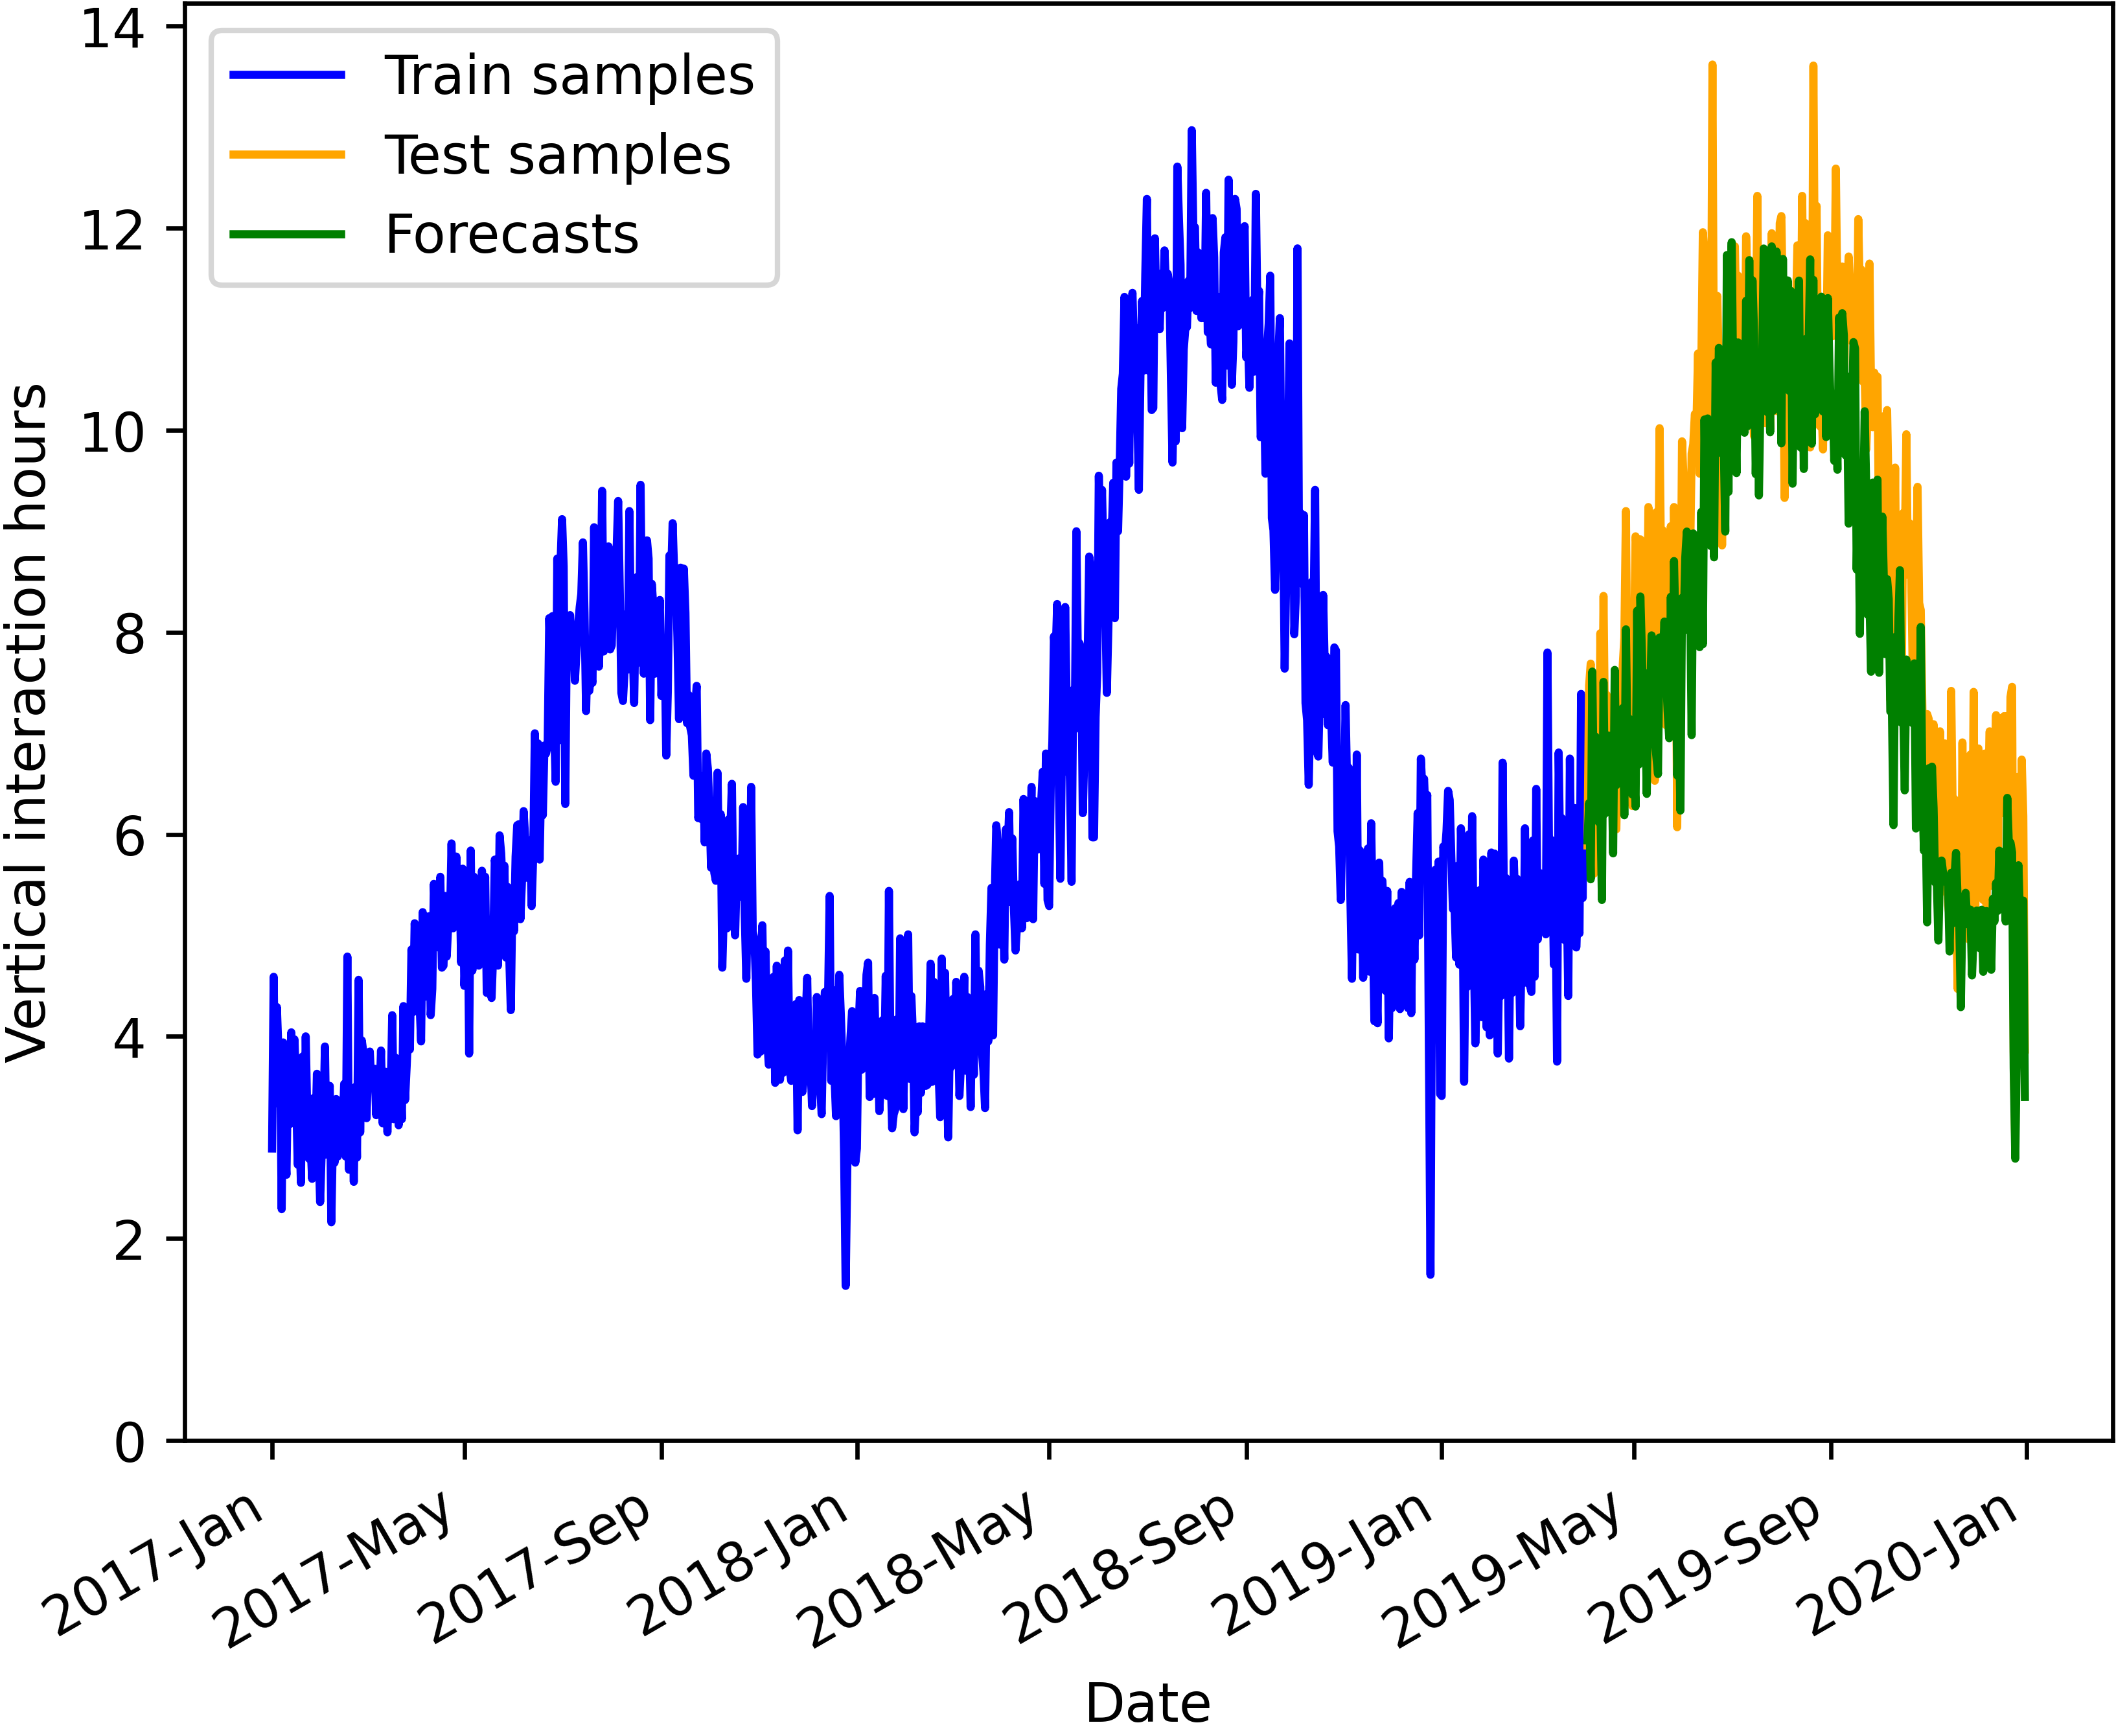 14
12
10
8
6
4
2
0
Vertical interaction hours
Train samples
Test samples
Forecasts
2017-Jan
2017-May
2017-Sep
2018-Jan
2018-May
2018-Sep
2019-Jan
2019-May
2019-Sep
2020-Jan
Date